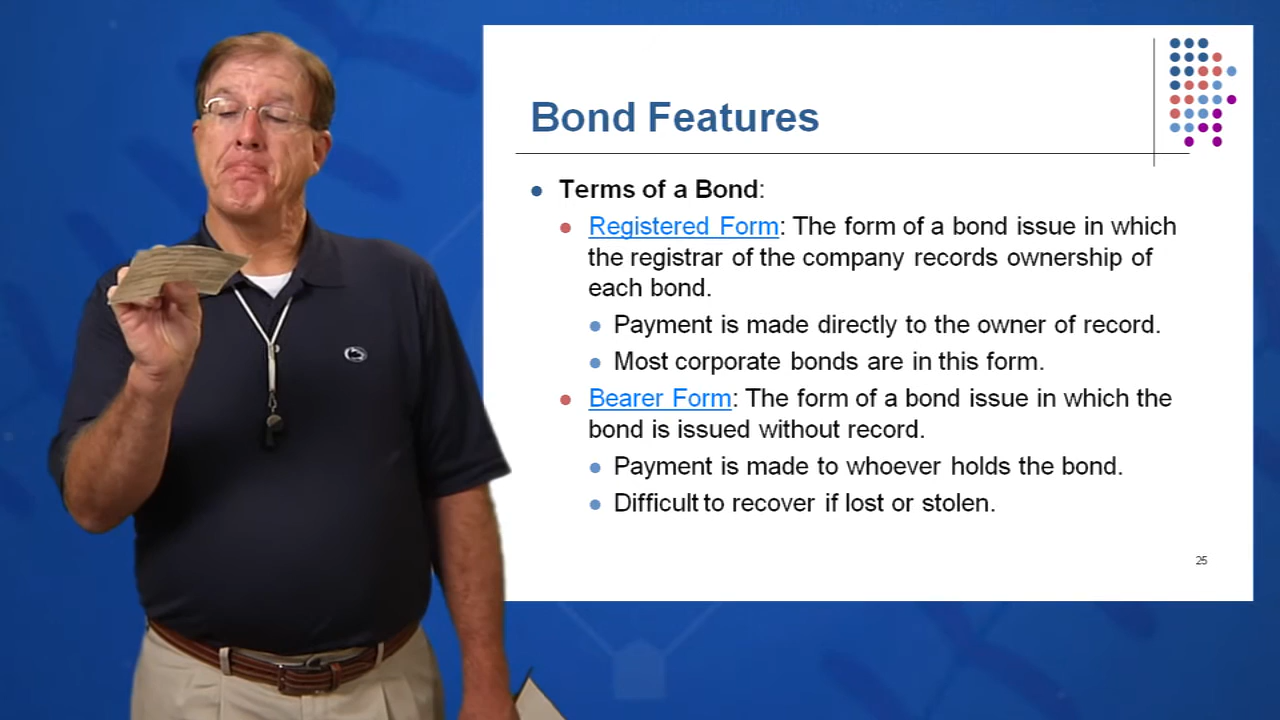 Bond Features
Terms of a Bond:
Registered Form: The form of a bond issue in which
the registrar of the company records ownership of
each bond.
Payment is made directly to the owner of record.
Most corporate bonds are in this form.
Bearer Form: The form of a bond issue in which the
bond is issued without record.
Payment is made to whoever holds the bond.
Difficult to recover if lost or stolen.
25